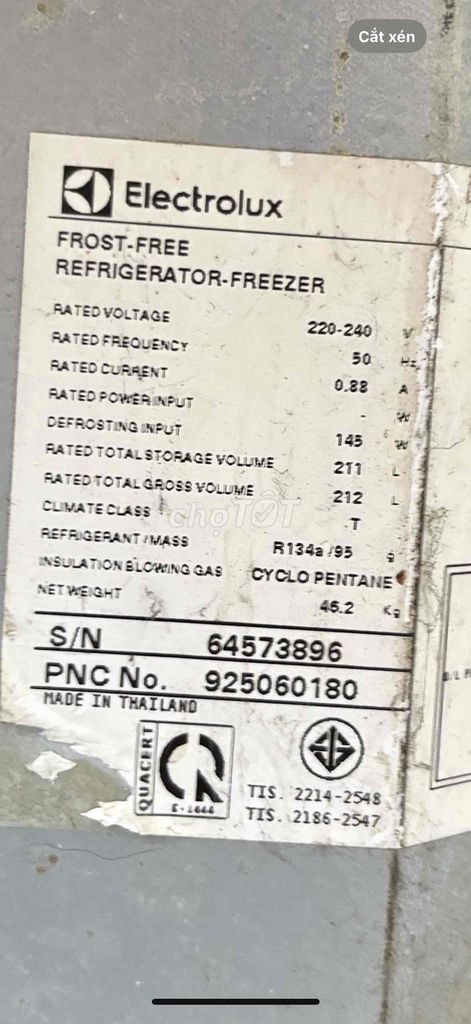 Cắt xén
Electrolux
FROST-FREE
REFRIGERATOR-FREEZER
RATED VOLTAGE 220-240 V
RATED FREQUENCY 50 Hz
RATED CURRENT 0.88 A
RATED POWER INPUT - W
DEFROSTING INPUT 145 W
RATED TOTAL STORAGE VOLUME 211 L
RATED TOTAL GROSS VOLUME 212 L
CLIMATE CLASS T
chợTỐT
REFRIGERANT/MASS R134a /95 g
INSULATION BLOWING GAS CYCLO PENTANE
NET WEIGHT 46.2 Kg
S/N 64573896
PNC No. 925060180
MADE IN THAILAND
QUACERT
TIS. 2214-2548
TIS. 2186-2547